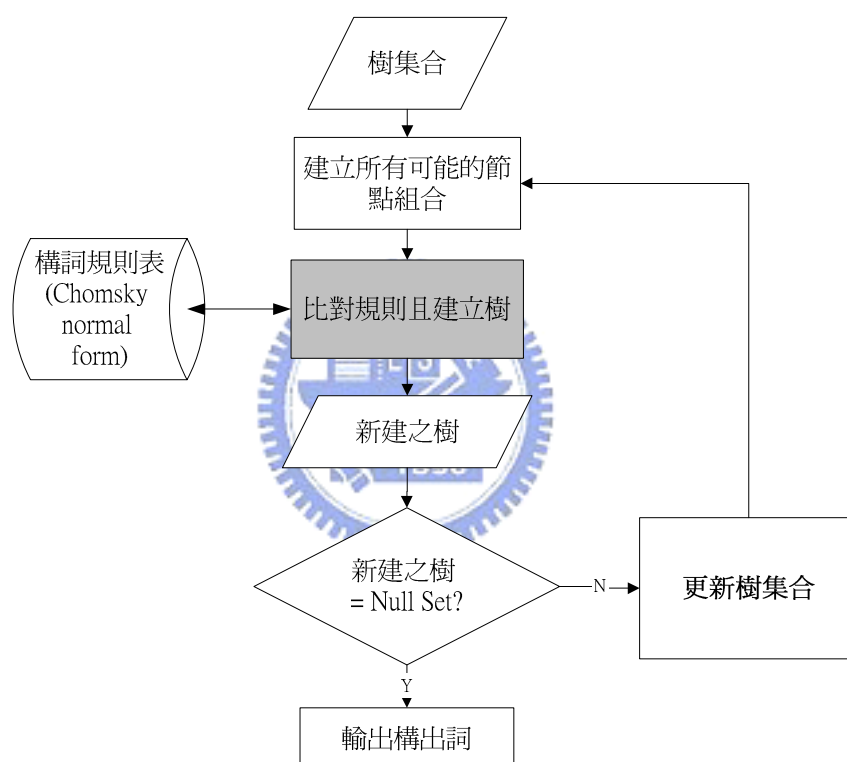 樹集合
建立所有可能的節
點組合
構詞規則表
(Chomsky
normal
form)
比對規則且建立樹
新建之樹
新建之樹
= Null Set?
N
更新樹集合
Y
輸出構出詞